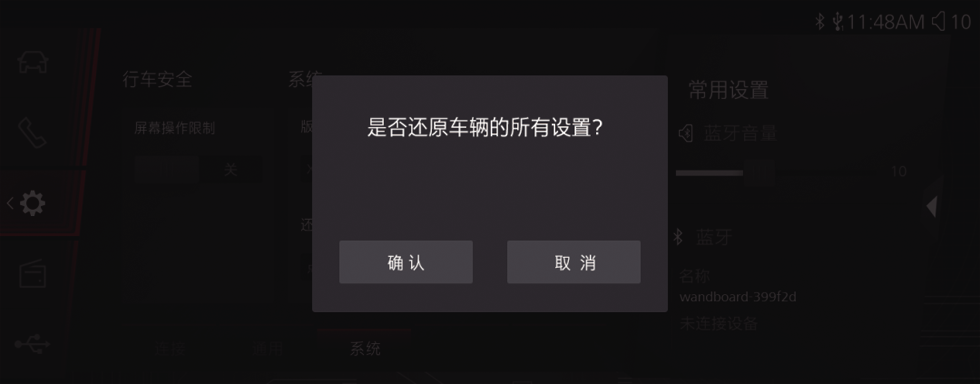 11:48AM 10
行车安全
系统
常用设置
屏幕操作限制
版
是否还原车辆的所有设置?
蓝牙音量
关
10
还
蓝牙
确认
取消
名称
wandboard-399f2d
未连接设备
系统